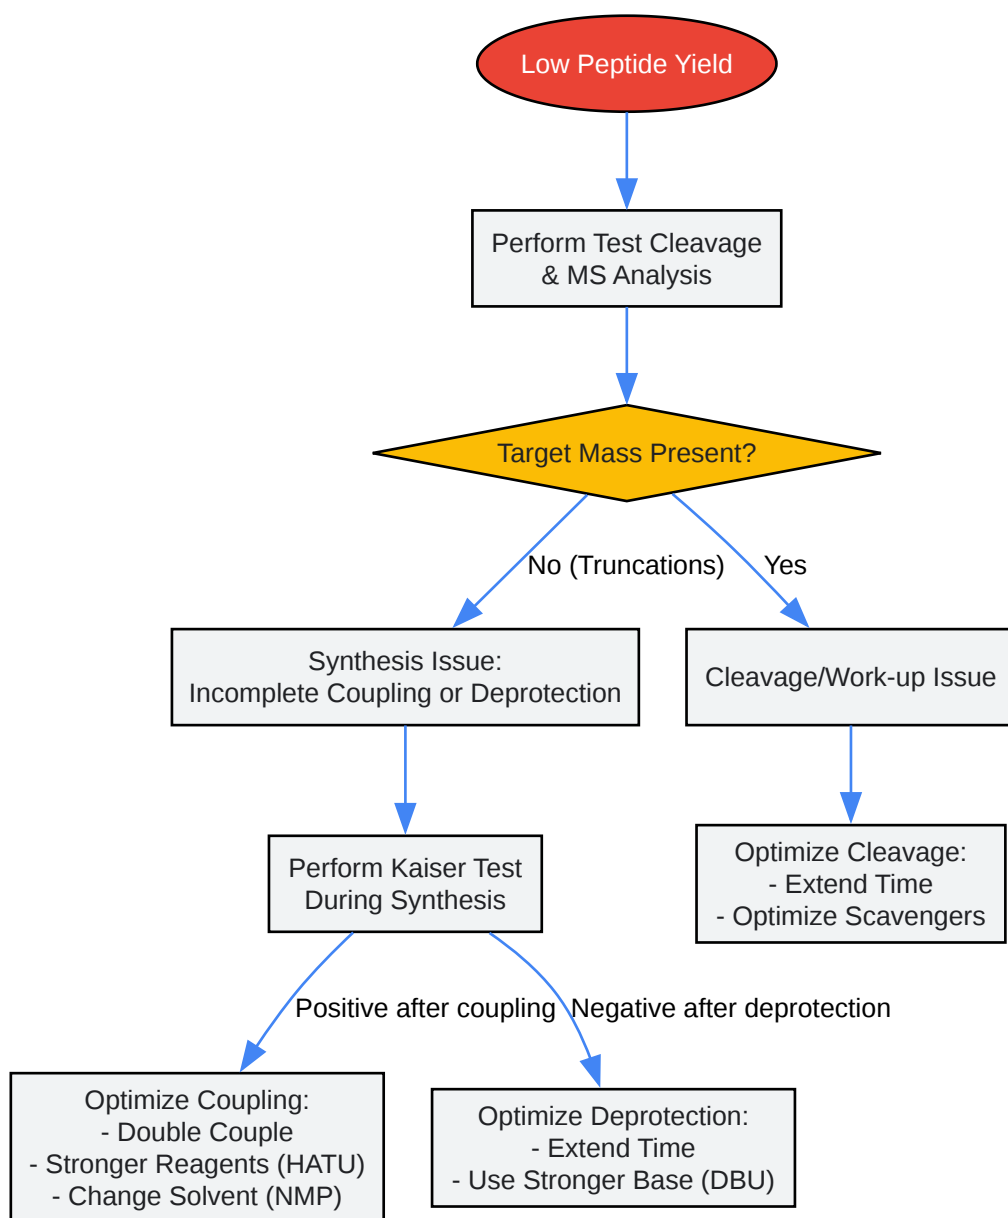 Low Peptide Yield
Perform Test Cleavage
& MS Analysis
Target Mass Present?
No (Truncations)
Yes
Synthesis Issue:
Incomplete Coupling or Deprotection
Cleavage/Work-up Issue
Perform Kaiser Test
During Synthesis
Optimize Cleavage:
- Extend Time
- Optimize Scavengers
Positive after coupling
Negative after deprotection
Optimize Coupling:
- Double Couple
- Stronger Reagents (HATU)
- Change Solvent (NMP)
Optimize Deprotection:
- Extend Time
- Use Stronger Base (DBU)